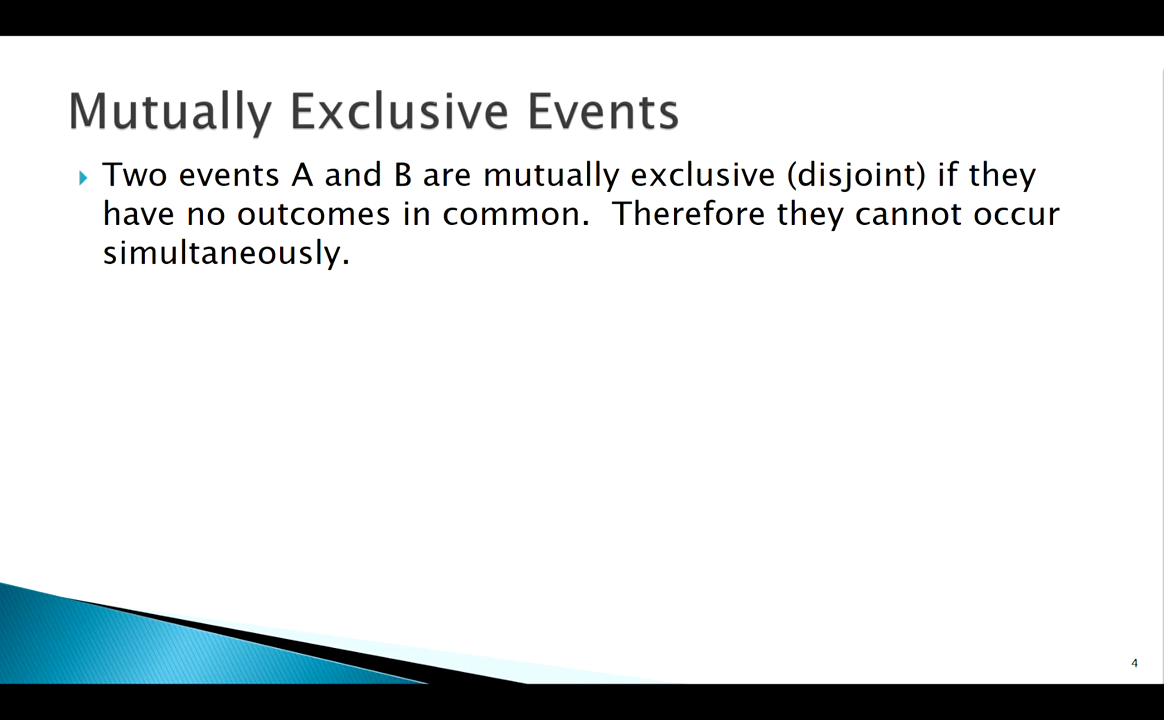 Mutually Exclusive Events
Two events A and B are mutually exclusive (disjoint) if they
have no outcomes in common.  Therefore they cannot occur
simultaneously.
4